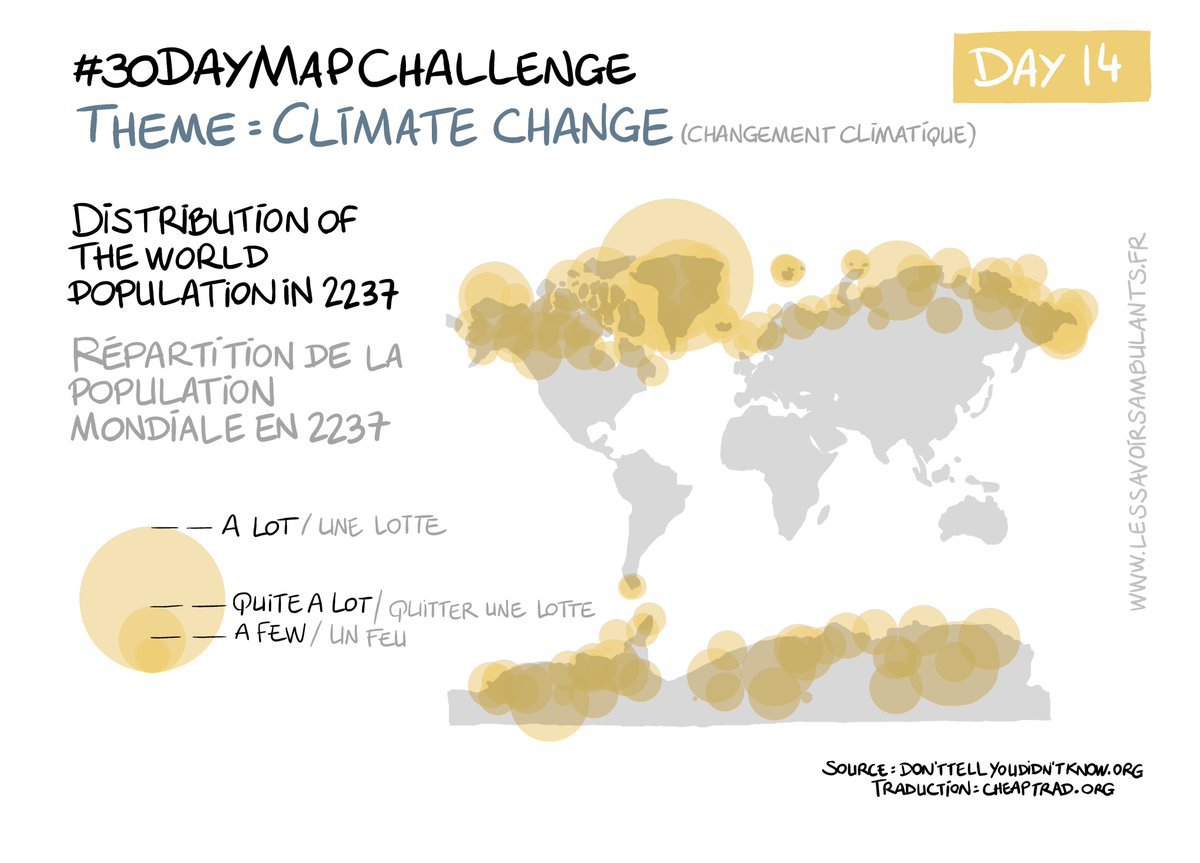 #30DAYMAPCHALLENGE
DAY 14
THEME = CLIMATE CHANGE (CHANGEMENT CLIMATIQUE)
DISTRIBUTION OF
THE WORLD
POPULATION IN 2237
RÉPARTITION DE LA
POPULATION
MONDIALE EN 2237
A LOT / UNE LOTTE
QUITE A LOT / QUITTER UNE LOTTE
A FEW / UN FEU
WWW.LESSAVOIRSAMBULANTS.FR
SOURCE = DON'TTELLYOUDIDN'TKNOW.ORG
TRADUCTION = CHEAPTRAD.ORG